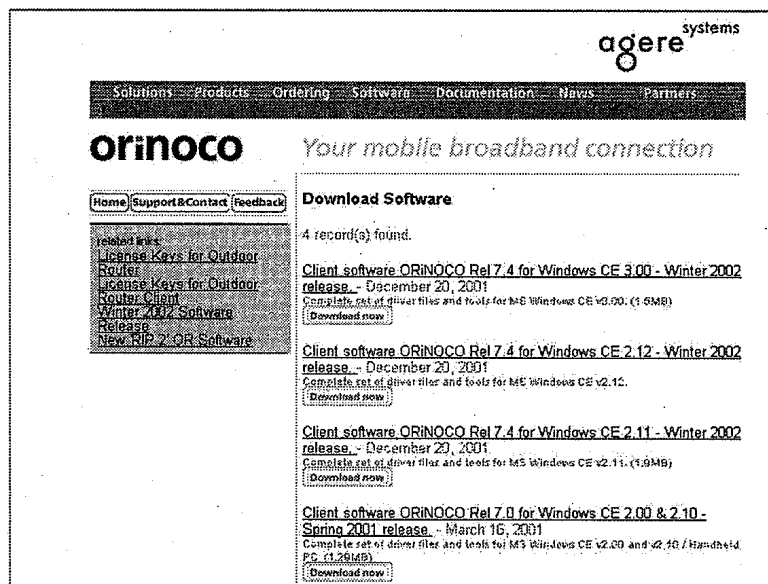 agere systems
Solutions Products Ordering Software Documentation News Partners
orinoco
Your mobile broadband connection
Home Support&Contact Feedback
related links:
License Keys for Outdoor
Router
License Keys for Outdoor
Router Client
Winter 2002 Software
Release
New 'RIP 2' OR Software
Download Software
4 record(s) found.
Client software ORiNOCO Rel 7.4 for Windows CE 3.00 - Winter 2002
release. - December 20, 2001
Complete set of driver files and tools for MS Windows CE v3.00. (1.5MB)
Download now
Client software ORiNOCO Rel 7.4 for Windows CE 2.12 - Winter 2002
release. - December 20, 2001
Complete set of driver files and tools for MS Windows CE v2.12.
Download now
Client software ORiNOCO Rel 7.4 for Windows CE 2.11 - Winter 2002
release. - December 20, 2001
Complete set of driver files and tools for MS Windows CE v2.11. (1.9MB)
Download now
Client software ORiNOCO Rel 7.0 for Windows CE 2.00 & 2.10 -
Spring 2001 release. - March 16, 2001
Complete set of driver files and tools for MS Windows CE v2.00 and v2.10 / Handheld
PC. (1.29MB)
Download now